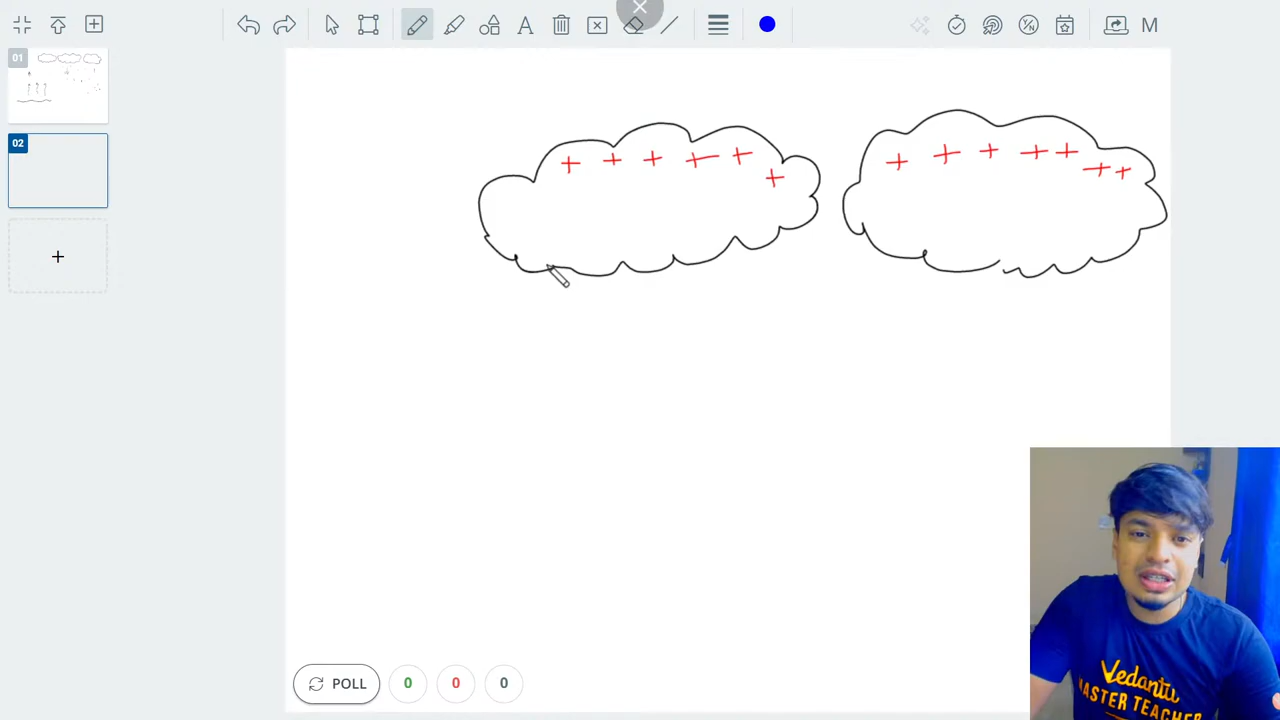 M
01
02
+ + + + + +
+ + + + + + +
+
POLL
0
0
0
Vedantu
MASTER TEACHER